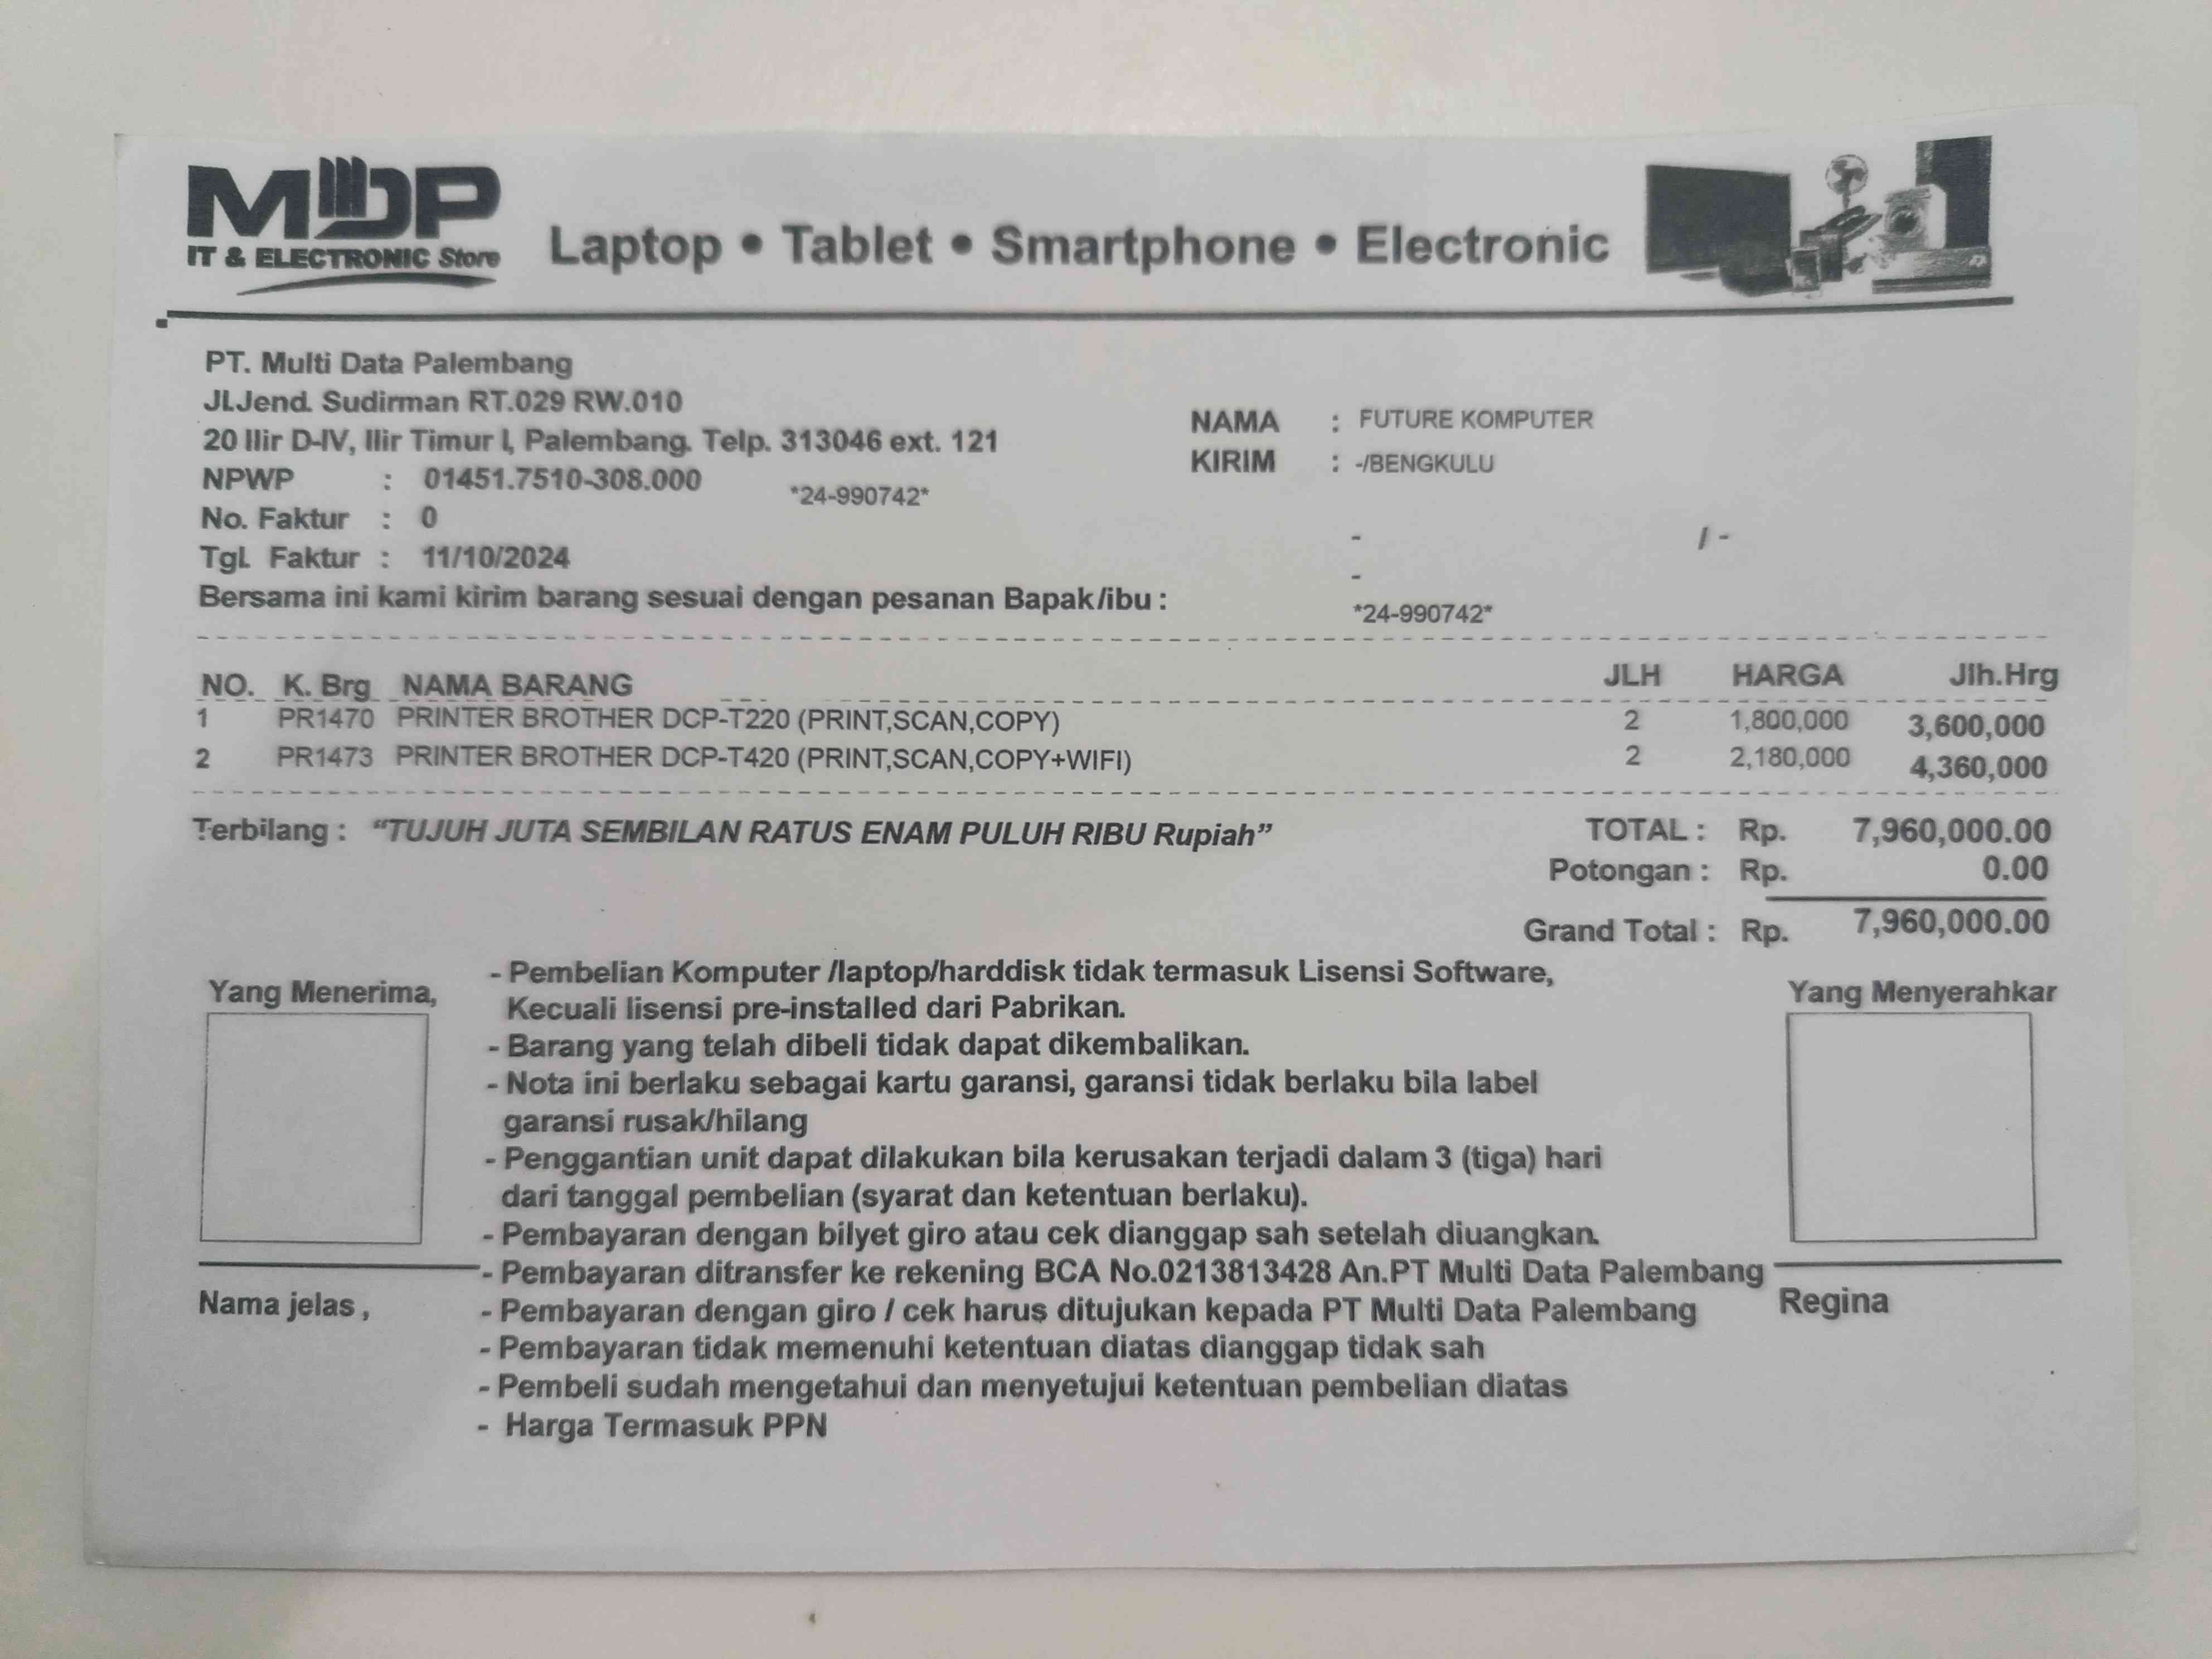 MDP
IT & ELECTRONIC Store
Laptop • Tablet • Smartphone • Electronic
PT. Multi Data Palembang
Jl.Jend. Sudirman RT.029 RW.010
20 Ilir D-IV, Ilir Timur I, Palembang. Telp. 313046 ext. 121
NPWP : 01451.7510-308.000 *24-990742*
No. Faktur : 0
Tgl. Faktur : 11/10/2024
NAMA : FUTURE KOMPUTER
KIRIM : -/BENGKULU
- / -
-
Bersama ini kami kirim barang sesuai dengan pesanan Bapak/ibu :
*24-990742*
NO. K. Brg NAMA BARANG JLH HARGA Jlh.Hrg
1 PR1470 PRINTER BROTHER DCP-T220 (PRINT,SCAN,COPY) 2 1,800,000 3,600,000
2 PR1473 PRINTER BROTHER DCP-T420 (PRINT,SCAN,COPY+WIFI) 2 2,180,000 4,360,000
Terbilang : “TUJUH JUTA SEMBILAN RATUS ENAM PULUH RIBU Rupiah” TOTAL : Rp. 7,960,000.00
Potongan : Rp. 0.00
Grand Total : Rp. 7,960,000.00
Yang Menerima,
- Pembelian Komputer /laptop/harddisk tidak termasuk Lisensi Software,
Kecuali lisensi pre-installed dari Pabrikan.
- Barang yang telah dibeli tidak dapat dikembalikan.
- Nota ini berlaku sebagai kartu garansi, garansi tidak berlaku bila label
garansi rusak/hilang
- Penggantian unit dapat dilakukan bila kerusakan terjadi dalam 3 (tiga) hari
dari tanggal pembelian (syarat dan ketentuan berlaku).
- Pembayaran dengan bilyet giro atau cek dianggap sah setelah diuangkan.
- Pembayaran ditransfer ke rekening BCA No.0213813428 An.PT Multi Data Palembang
- Pembayaran dengan giro / cek harus ditujukan kepada PT Multi Data Palembang
- Pembayaran tidak memenuhi ketentuan diatas dianggap tidak sah
- Pembeli sudah mengetahui dan menyetujui ketentuan pembelian diatas
- Harga Termasuk PPN
Nama jelas ,
Yang Menyerahkar
Regina